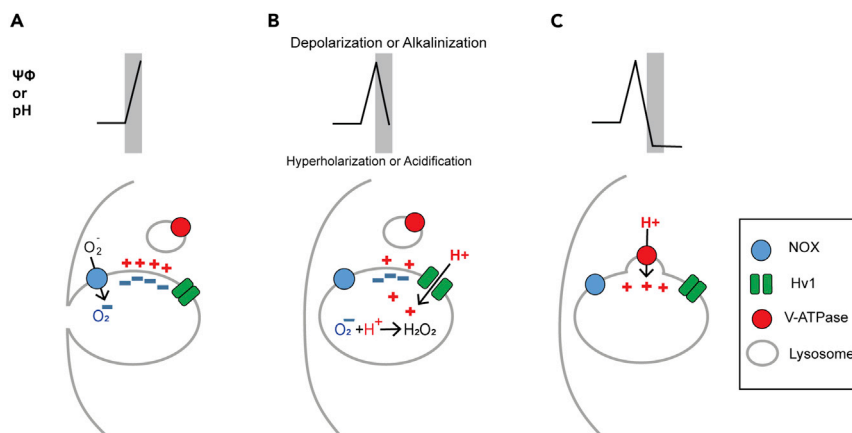 A
B
C
Depolarization or Alkalinization
ΨΦ
or
pH
Hyperholarization or Acidification
O₂⁻
O₂⁻
H+
O₂⁻ + H⁺ → H₂O₂
H+
NOX
Hv1
V-ATPase
Lysosome